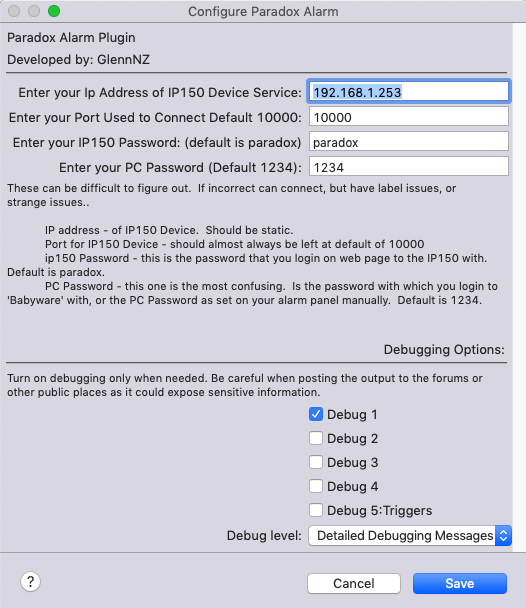 Configure Paradox Alarm
Paradox Alarm Plugin
Developed by: GlennNZ
Enter your Ip Address of IP150 Device Service: 192.168.1.253
Enter your Port Used to Connect Default 10000: 10000
Enter your IP150 Password: (default is paradox) paradox
Enter your PC Password (Default 1234): 1234
These can be difficult to figure out.  If incorrect can connect, but have label issues, or
strange issues..
IP address - of IP150 Device.  Should be static.
Port for IP150 Device - should almost always be left at default of 10000
ip150 Password - this is the password that you login on web page to the IP150 with.
Default is paradox.
PC Password - this one is the most confusing.  Is the password with which you login to
'Babyware' with, or the PC Password as set on your alarm panel manually.  Default is 1234.
Debugging Options:
Turn on debugging only when needed. Be careful when posting the output to the forums or
other public places as it could expose sensitive information.
Debug 1
Debug 2
Debug 3
Debug 4
Debug 5:Triggers
Debug level: Detailed Debugging Messages
? Cancel Save